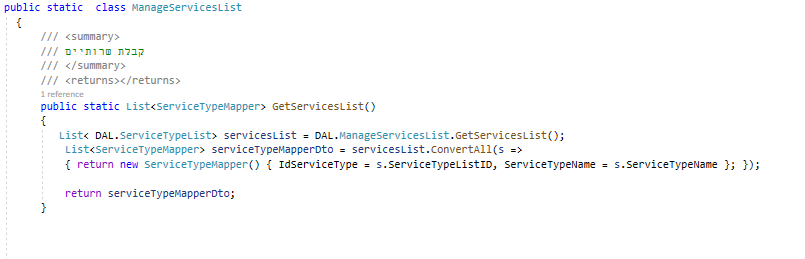 public static  class ManageServicesList
{
/// <summary>
/// קבלת שרותיים
/// </summary>
/// <returns></returns>
1 reference
public static List<ServiceTypeMapper> GetServicesList()
{
List< DAL.ServiceTypeList> servicesList = DAL.ManageServicesList.GetServicesList();
List<ServiceTypeMapper> serviceTypeMapperDto = servicesList.ConvertAll(s =>
{ return new ServiceTypeMapper() { IdServiceType = s.ServiceTypeListID, ServiceTypeName = s.ServiceTypeName }; });
return serviceTypeMapperDto;
}